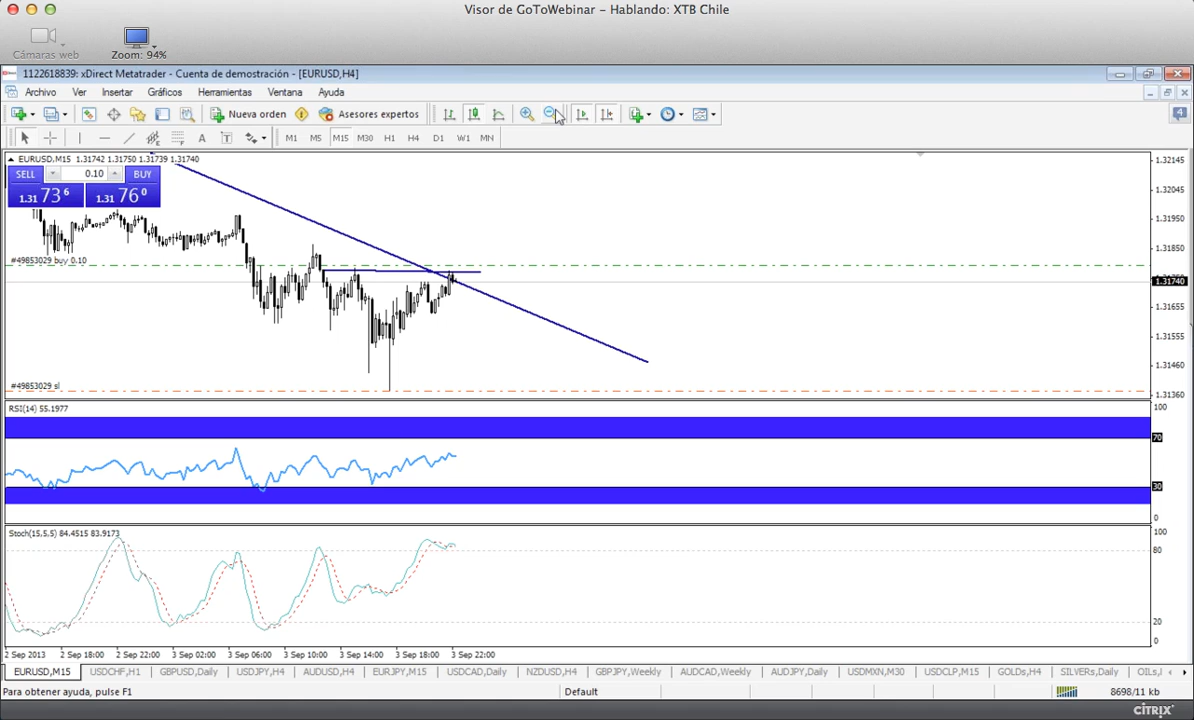 Visor de GoToWebinar – Hablando: XTB Chile
Cámaras web
Zoom: 94%
1122618839: xDirect Metatrader - Cuenta de demostración - [EURUSD,H4]
Archivo Ver Insertar Gráficos Herramientas Ventana Ayuda
Nueva orden Asesores expertos 4
A T M1 M5 M15 M30 H1 H4 D1 W1 MN
EURUSD,M15 1.31742 1.31750 1.31739 1.31740
SELL 0.10 BUY
1.31 73 6 1.31 76 0
1.32145
1.32045
1.31950
1.31850
#49853029 buy 0.10
1.31740
1.31655
1.31555
1.31460
#49853029 sl
1.31360
RSI(14) 55.1977
100
70
30
0
Stoch(15,5,5) 84.4515 83.9173
100
80
20
0
2 Sep 2013 2 Sep 18:00 2 Sep 22:00 3 Sep 02:00 3 Sep 06:00 3 Sep 10:00 3 Sep 14:00 3 Sep 18:00 3 Sep 22:00
EURUSD,M15 USDCHF,H1 GBPUSD,Daily USDJPY,H4 AUDUSD,H4 EURJPY,M15 USDCAD,Daily NZDUSD,H4 GBPJPY,Weekly AUDCAD,Weekly AUDJPY,Daily USDMXN,M30 USDCLP,M15 GOLDs,H4 SILVERs,Daily OILs,
Para obtener ayuda, pulse F1 Default 8698/11 kb
CITRIX